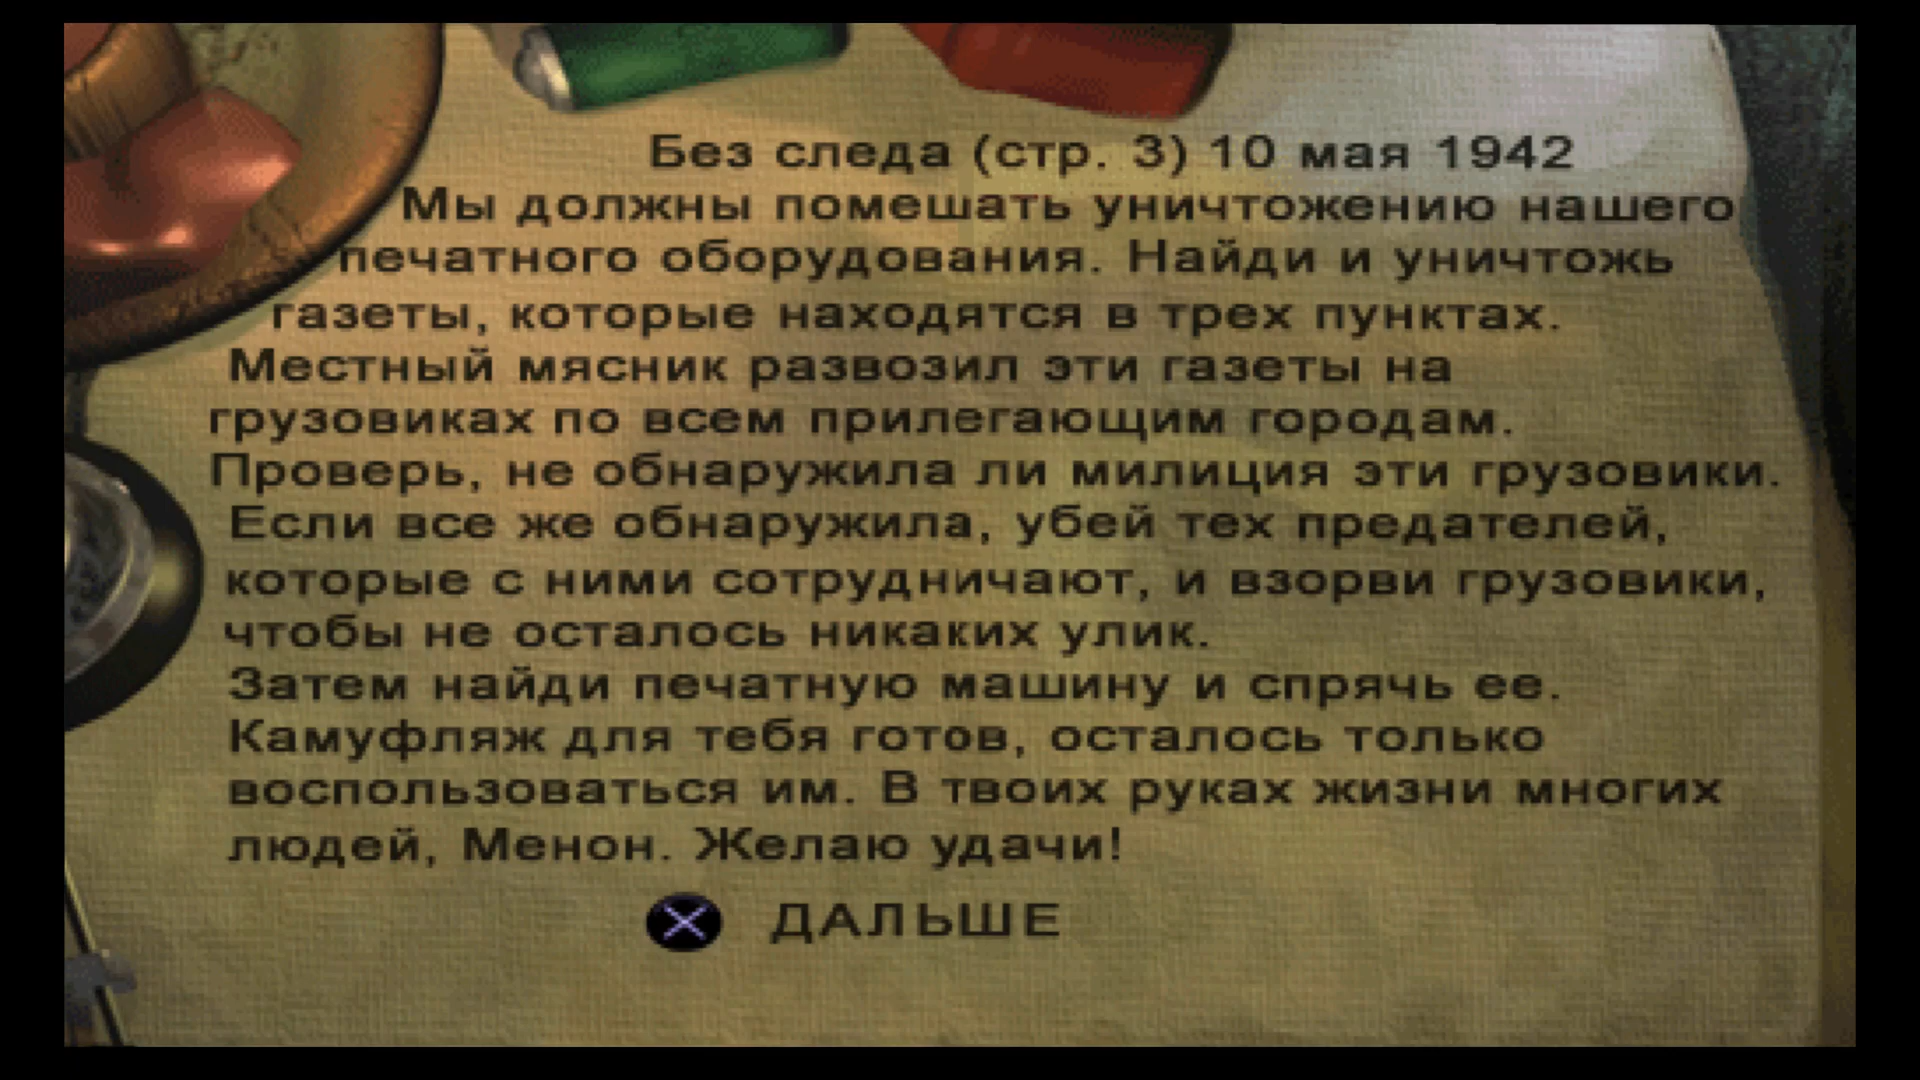 Без следа (стр. 3) 10 мая 1942
Мы должны помешать уничтожению нашего
печатного оборудования. Найди и уничтожь
газеты, которые находятся в трех пунктах.
Местный мясник развозил эти газеты на
грузовиках по всем прилегающим городам.
Проверь, не обнаружила ли милиция эти грузовики.
Если все же обнаружила, убей тех предателей,
которые с ними сотрудничают, и взорви грузовики,
чтобы не осталось никаких улик.
Затем найди печатную машину и спрячь ее.
Камуфляж для тебя готов, осталось только
воспользоваться им. В твоих руках жизни многих
людей, Менон. Желаю удачи!
ДАЛЬШЕ